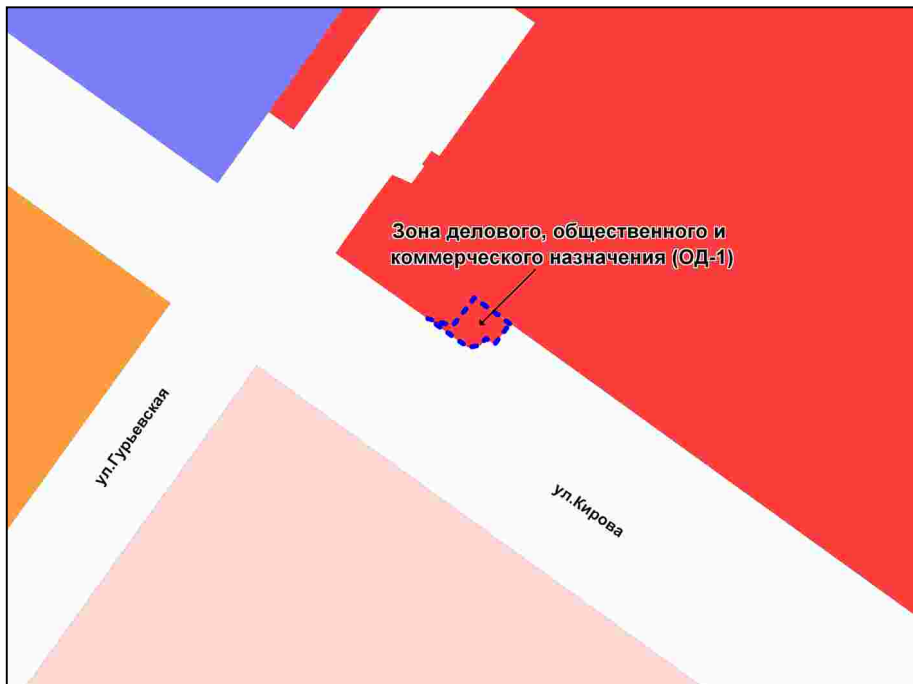 Зона делового, общественного и
коммерческого назначения (ОД-1)
ул.Гурьевская
ул.Кирова